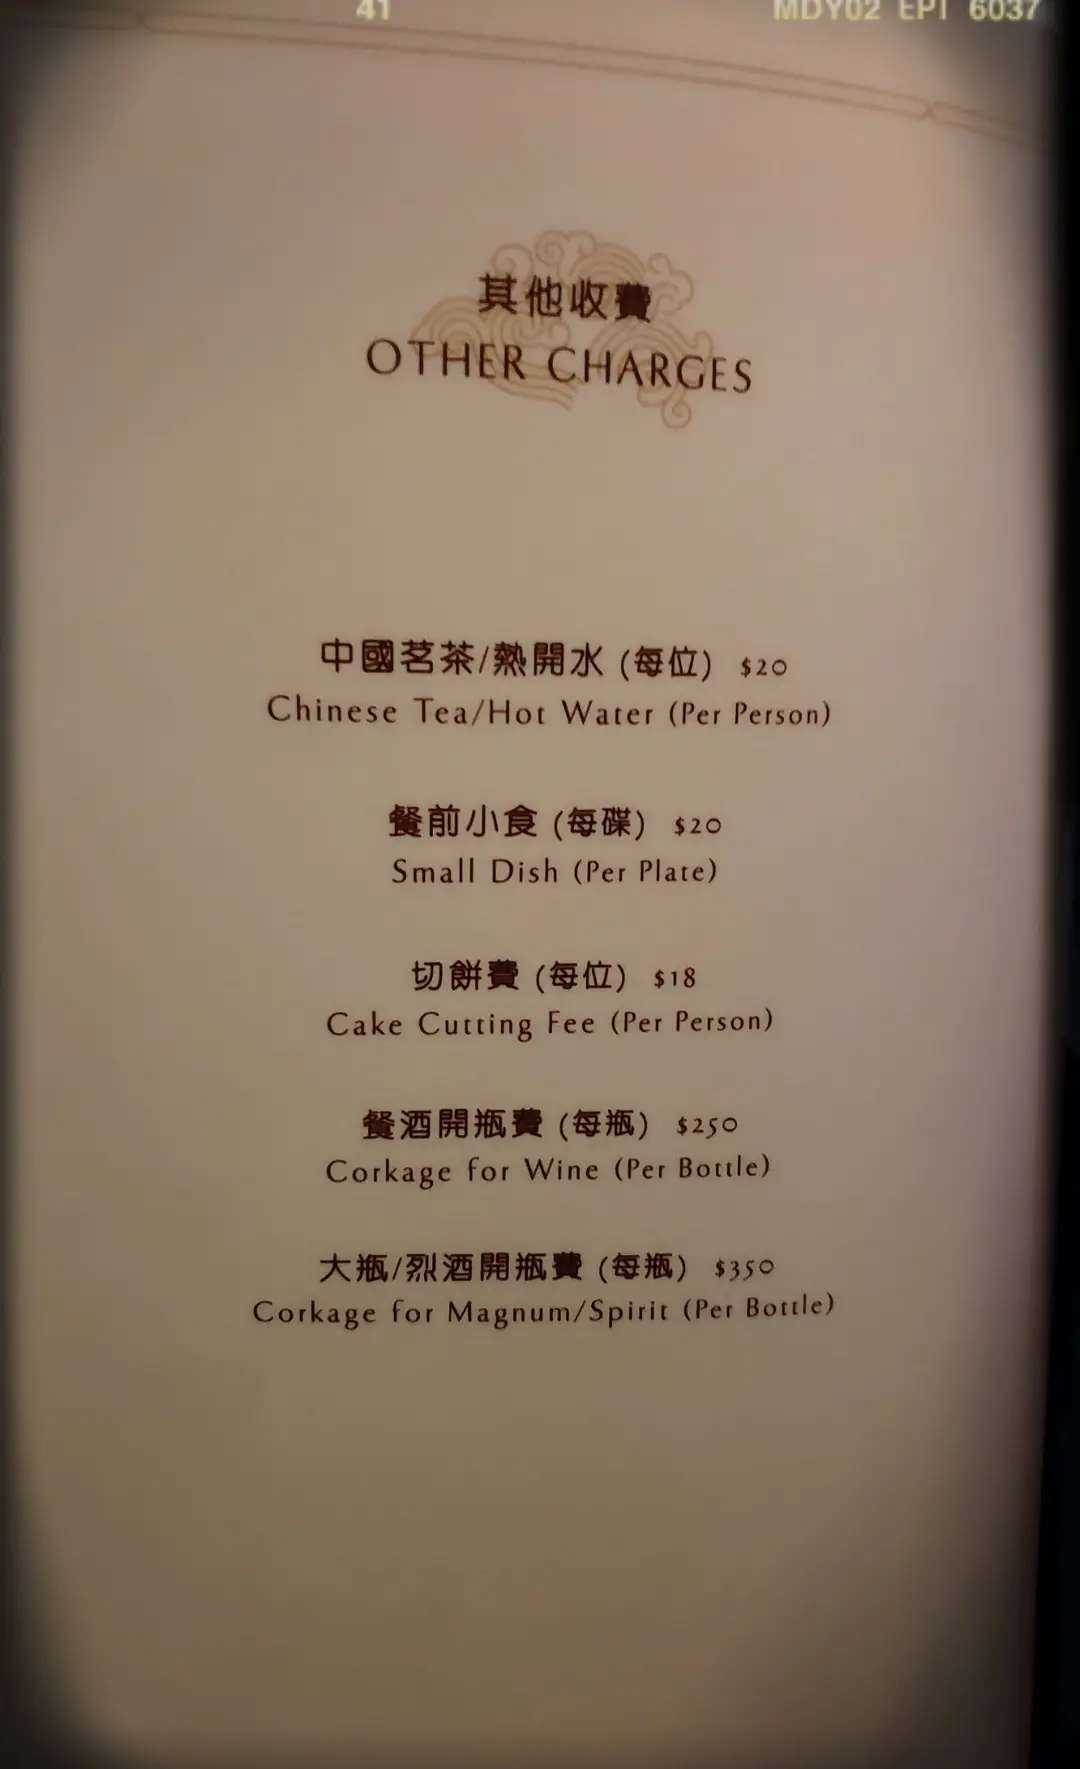 41 MDY02 EPI 6037
其他收費
OTHER CHARGES
中國茗茶/熱開水 (每位) $20
Chinese Tea/Hot Water (Per Person)
餐前小食 (每碟) $20
Small Dish (Per Plate)
切餅費 (每位) $18
Cake Cutting Fee (Per Person)
餐酒開瓶費 (每瓶) $250
Corkage for Wine (Per Bottle)
大瓶/烈酒開瓶費 (每瓶) $350
Corkage for Magnum/Spirit (Per Bottle)